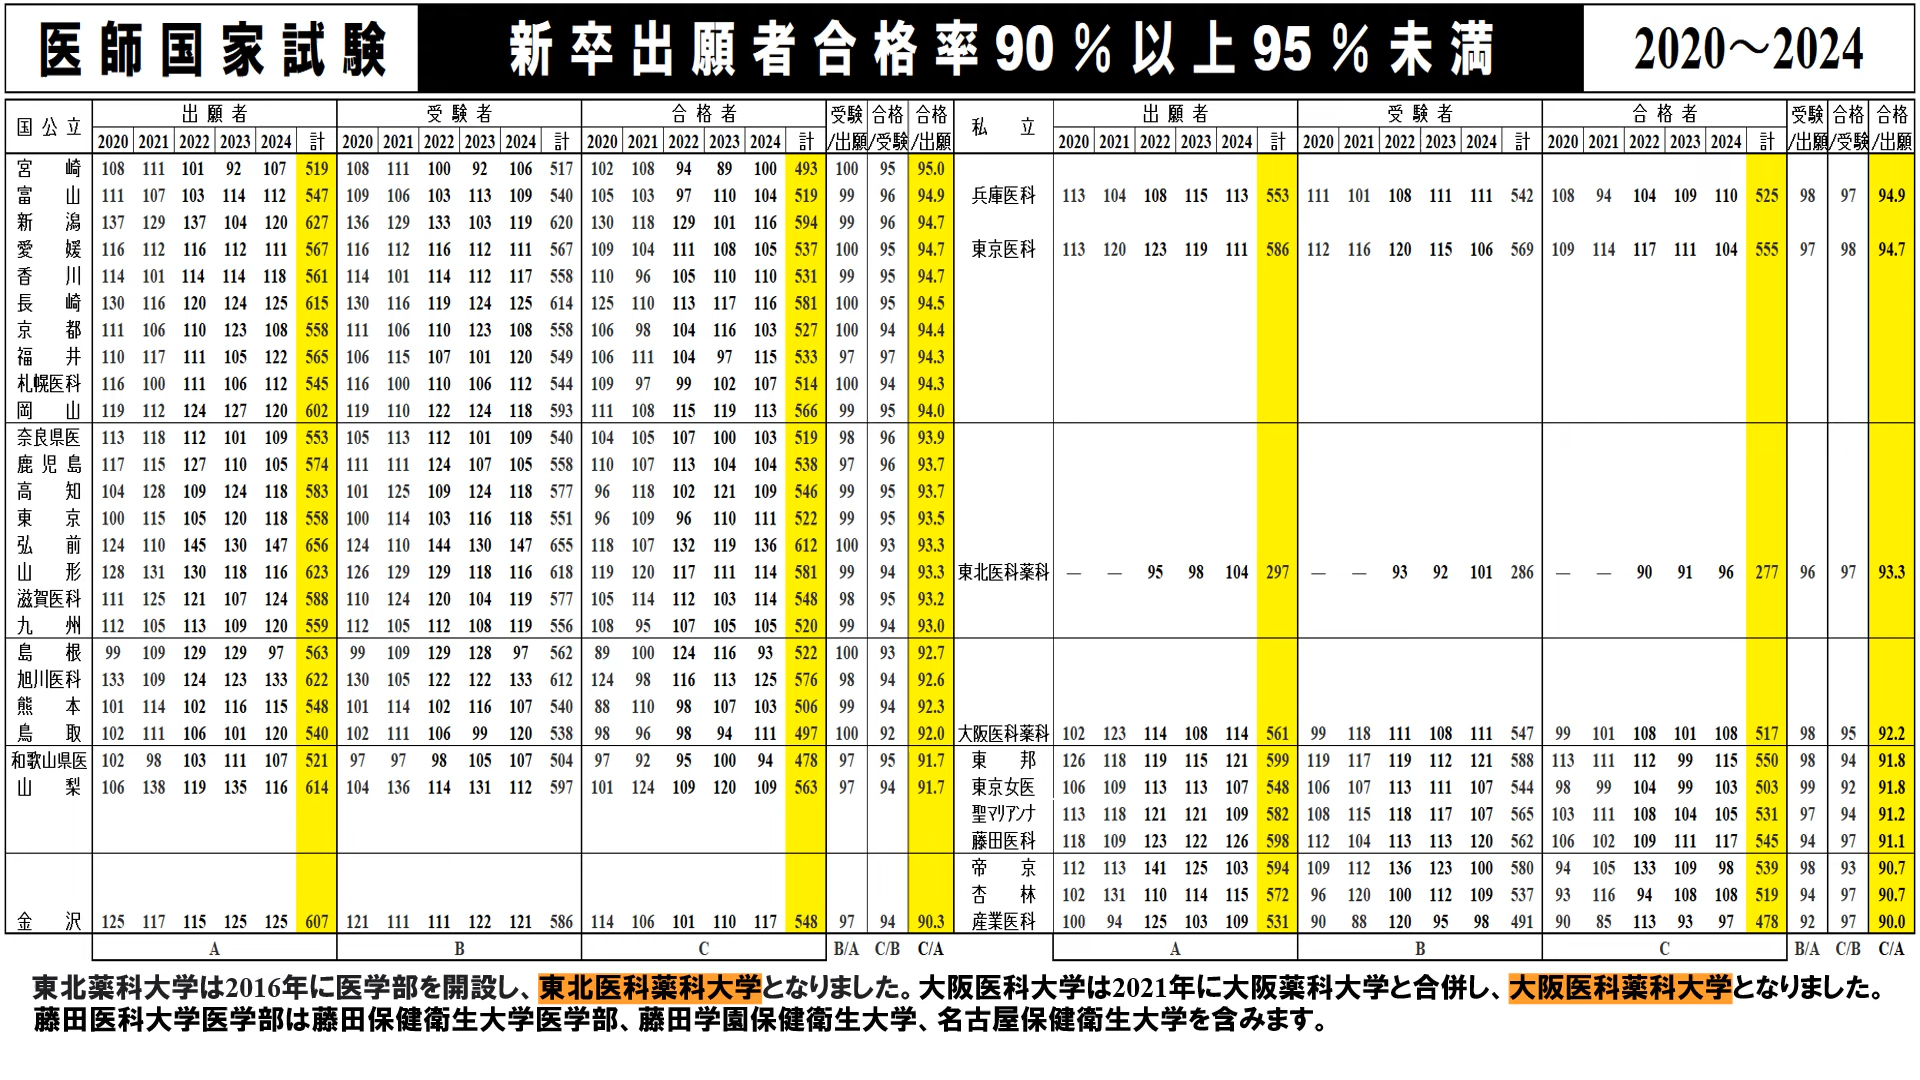 医師国家試験 新卒出願者合格率90％以上95％未満 2020～2024
国公立 出願者 受験者 合格者 受験/出願 合格/受験 合格/出願 私立 出願者 受験者 合格者 受験/出願 合格/受験 合格/出願
2020 2021 2022 2023 2024 計 2020 2021 2022 2023 2024 計 2020 2021 2022 2023 2024 計 2020 2021 2022 2023 2024 計 2020 2021 2022 2023 2024 計 2020 2021 2022 2023 2024 計
宮崎 108 111 101 92 107 519 108 111 100 92 106 517 102 108 94 89 100 493 100 95 95.0
富山 111 107 103 114 112 547 109 106 103 113 109 540 105 103 97 110 104 519 99 96 94.9 兵庫医科 113 104 108 115 113 553 111 101 108 111 111 542 108 94 104 109 110 525 98 97 94.9
新潟 137 129 137 104 120 627 136 129 133 103 119 620 130 118 129 101 116 594 99 96 94.7
愛媛 116 112 116 112 111 567 116 112 116 112 111 567 109 104 111 108 105 537 100 95 94.7 東京医科 113 120 123 119 111 586 112 116 120 115 106 569 109 114 117 111 104 555 97 98 94.7
香川 114 101 114 114 118 561 114 101 114 112 117 558 110 96 105 110 110 531 99 95 94.7
長崎 130 116 120 124 125 615 130 116 119 124 125 614 125 110 113 117 116 581 100 95 94.5
京都 111 106 110 123 108 558 111 106 110 123 108 558 106 98 104 116 103 527 100 94 94.4
福井 110 117 111 105 122 565 106 115 107 101 120 549 106 111 104 97 115 533 97 97 94.3
札幌医科 116 100 111 106 112 545 116 100 110 106 112 544 109 97 99 102 107 514 100 94 94.3
岡山 119 112 124 127 120 602 119 110 122 124 118 593 111 108 115 119 113 566 99 95 94.0
奈良県医 113 118 112 101 109 553 105 113 112 101 109 540 104 105 107 100 103 519 98 96 93.9
鹿児島 117 115 127 110 105 574 111 111 124 107 105 558 110 107 113 104 104 538 97 96 93.7
高知 104 128 109 124 118 583 101 125 109 124 118 577 96 118 102 121 109 546 99 95 93.7
東京 100 115 105 120 118 558 100 114 103 116 118 551 96 109 96 110 111 522 99 95 93.5
弘前 124 110 145 130 147 656 124 110 144 130 147 655 118 107 132 119 136 612 100 93 93.3
山形 128 131 130 118 116 623 126 129 129 118 116 618 119 120 117 111 114 581 99 94 93.3 東北医科薬科 — — 95 98 104 297 — — 93 92 101 286 — — 90 91 96 277 96 97 93.3
滋賀医科 111 125 121 107 124 588 110 124 120 104 119 577 105 114 112 103 114 548 98 95 93.2
九州 112 105 113 109 120 559 112 105 112 108 119 556 108 95 107 105 105 520 99 94 93.0
島根 99 109 129 129 97 563 99 109 129 128 97 562 89 100 124 116 93 522 100 93 92.7
旭川医科 133 109 124 123 133 622 130 105 122 122 133 612 124 98 116 113 125 576 98 94 92.6
熊本 101 114 102 116 115 548 101 114 102 116 107 540 88 110 98 107 103 506 99 94 92.3
鳥取 102 111 106 101 120 540 102 111 106 99 120 538 98 96 98 94 111 497 100 92 92.0 大阪医科薬科 102 123 114 108 114 561 99 118 111 108 111 547 99 101 108 101 108 517 98 95 92.2
和歌山県医 102 98 103 111 107 521 97 97 98 105 107 504 97 92 95 100 94 478 97 95 91.7 東邦 126 118 119 115 121 599 119 117 119 112 121 588 113 111 112 99 115 550 98 94 91.8
山梨 106 138 119 135 116 614 104 136 114 131 112 597 101 124 109 120 109 563 97 94 91.7 東京女医 106 109 113 113 107 548 106 107 113 111 107 544 98 99 104 99 103 503 99 92 91.8
聖マリアンナ 113 118 121 121 109 582 108 115 118 117 107 565 103 111 108 104 105 531 97 94 91.2
藤田医科 118 109 123 122 126 598 112 104 113 113 120 562 106 102 109 111 117 545 94 97 91.1
帝京 112 113 141 125 103 594 109 112 136 123 100 580 94 105 133 109 98 539 98 93 90.7
杏林 102 131 110 114 115 572 96 120 100 112 109 537 93 116 94 108 108 519 94 97 90.7
金沢 125 117 115 125 125 607 121 111 111 122 121 586 114 106 101 110 117 548 97 94 90.3 産業医科 100 94 125 103 109 531 90 88 120 95 98 491 90 85 113 93 97 478 92 97 90.0
A B C B/A C/B C/A A B C B/A C/B C/A
東北薬科大学は2016年に医学部を開設し、東北医科薬科大学となりました。大阪医科大学は2021年に大阪薬科大学と合併し、大阪医科薬科大学となりました。
藤田医科大学医学部は藤田保健衛生大学医学部、藤田学園保健衛生大学、名古屋保健衛生大学を含みます。